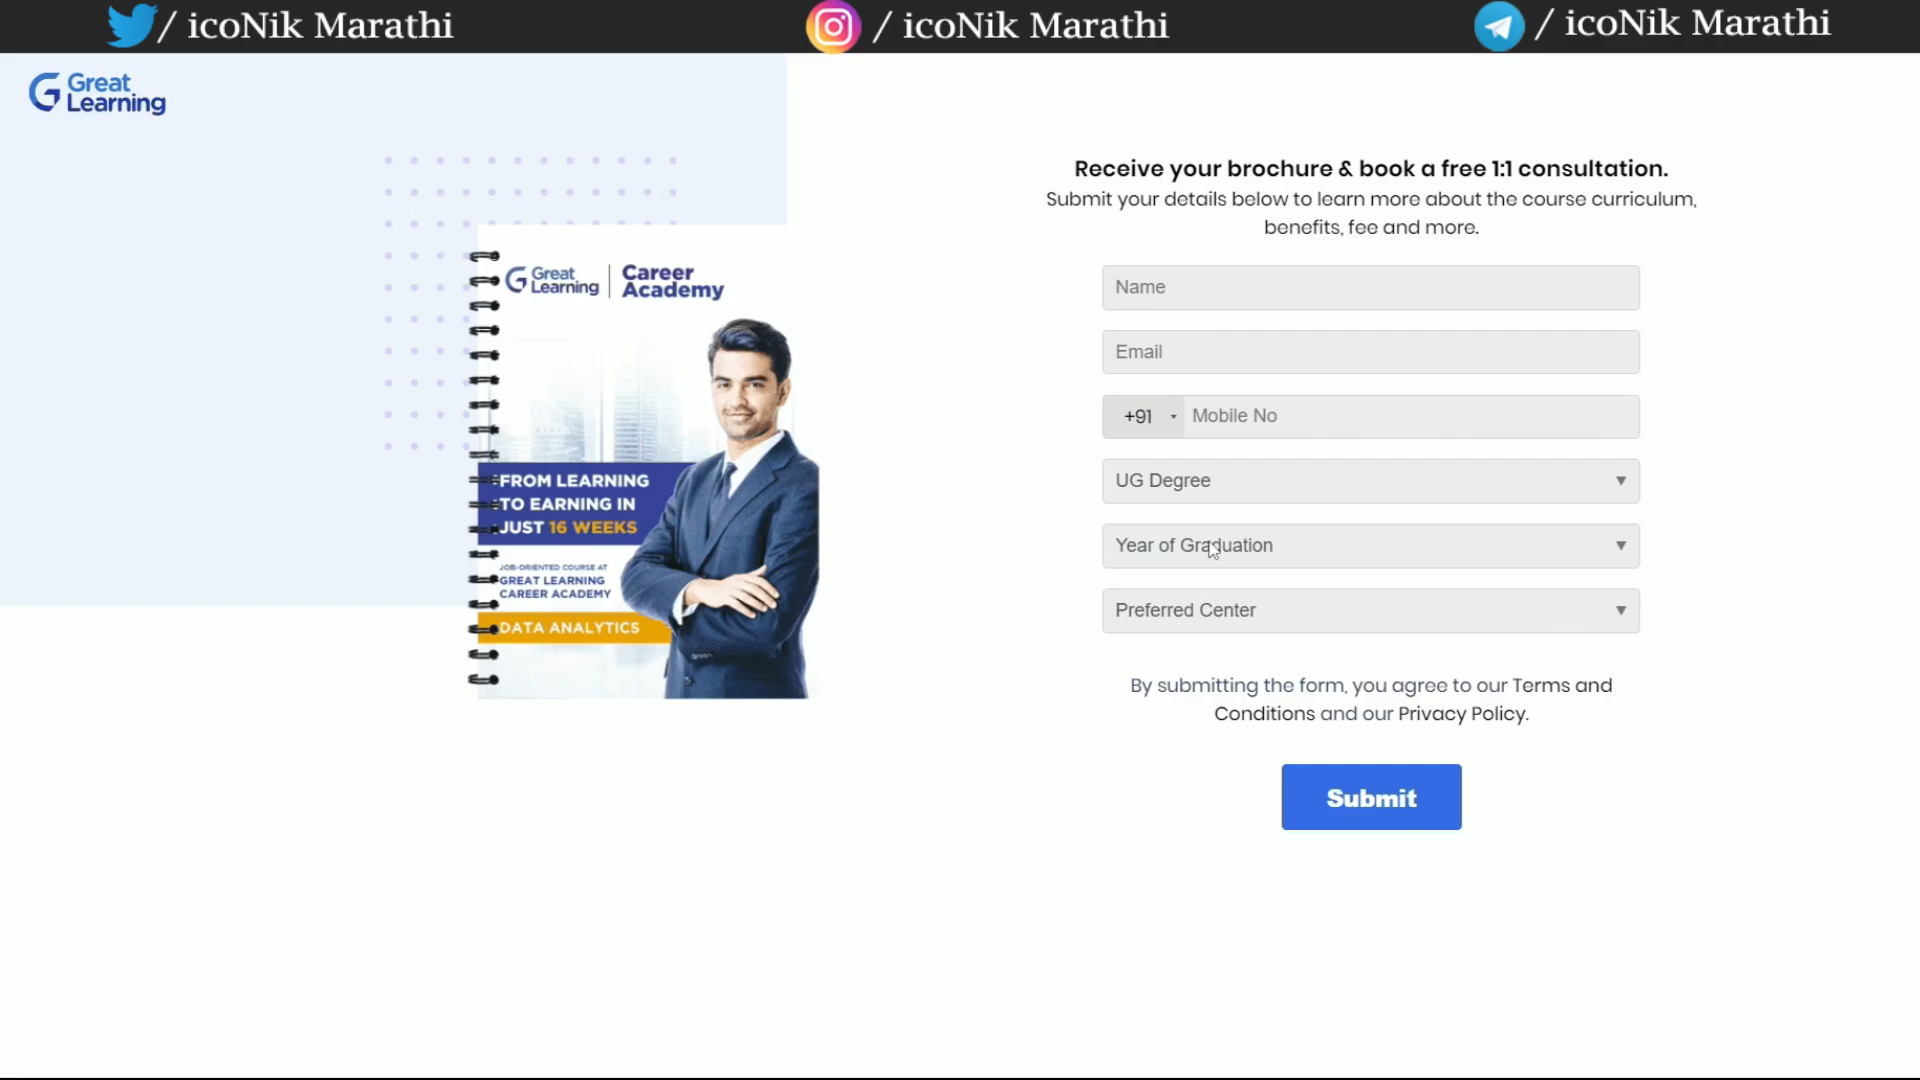 / icoNik Marathi
/ icoNik Marathi
/ icoNik Marathi
Great
Learning
Great
Learning
Career
Academy
FROM LEARNING
TO EARNING IN
JUST 16 WEEKS
JOB-ORIENTED COURSE AT
GREAT LEARNING
CAREER ACADEMY
DATA ANALYTICS
Receive your brochure & book a free 1:1 consultation.
Submit your details below to learn more about the course curriculum,
benefits, fee and more.
Name
Email
+91 Mobile No
UG Degree
Year of Graduation
Preferred Center
By submitting the form, you agree to our Terms and
Conditions and our Privacy Policy.
Submit